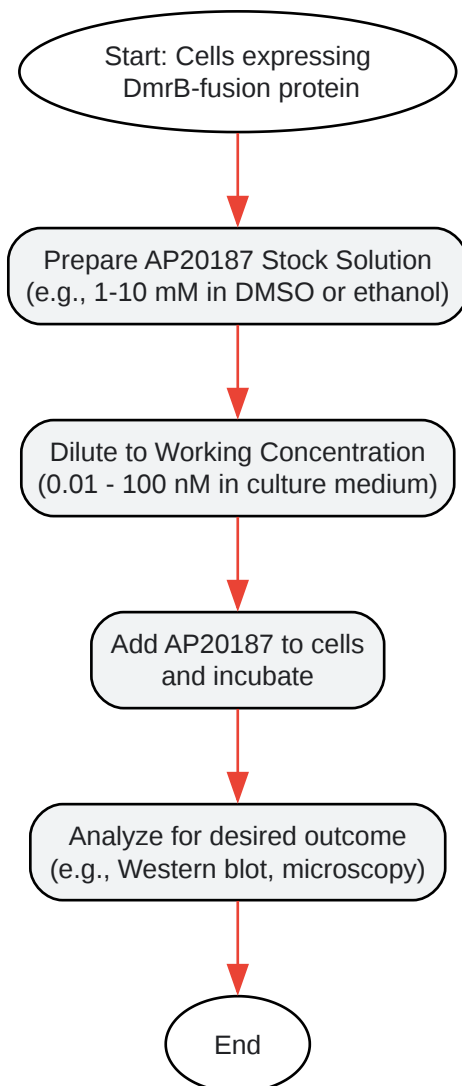 Start: Cells expressing
DmrB-fusion protein
Prepare AP20187 Stock Solution
(e.g., 1-10 mM in DMSO or ethanol)
Dilute to Working Concentration
(0.01 - 100 nM in culture medium)
Add AP20187 to cells
and incubate
Analyze for desired outcome
(e.g., Western blot, microscopy)
End